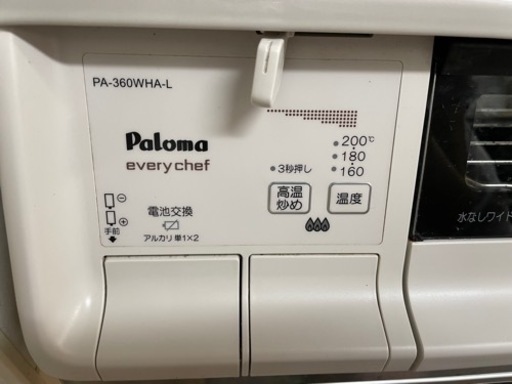 PA-360WHA-L
Paloma
every chef
200℃
180
160
3秒押し
高温
炒め
温度
⊖
⊕
手前
電池交換
アルカリ 単1×2
水なしワイド